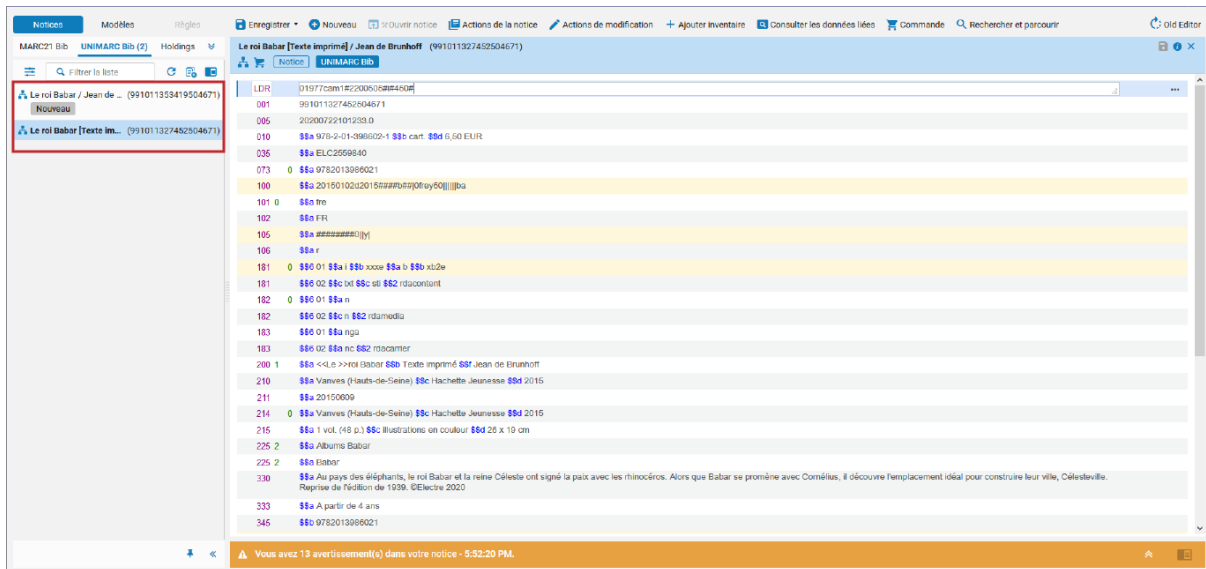 Notices Modèles Règles Enregistrer Nouveau Ouvrir notice Actions de la notice Actions de modification Ajouter inventaire Consulter les données liées Commande Rechercher et parcourir Old Editor
MARC21 Bib UNIMARC Bib (2) Holdings
Le roi Babar [Texte imprimé] / Jean de Brunhoff (991011327452504671)
Filtrer la liste
Notice UNIMARC Bib
Le roi Babar / Jean de ... (991011353419504671)
Nouveau
Le roi Babar [Texte im... (991011327452504671)
LDR 01977cam1#2200505#i#450#
001 991011327452504671
005 20200722101233.0
010 $$a 978-2-01-398602-1 $$b cart. $$d 6,50 EUR
035 $$a ELC2559840
073 0 $$a 9782013986021
100 $$a 20150102d2015####b##|0frey50||||||ba
101 0 $$a fre
102 $$a FR
105 $$a ########0||y|
106 $$a r
181 0 $$6 01 $$a i $$b xxxe $$a b $$b xb2e
181 $$6 02 $$c txt $$c sti $$2 rdacontent
182 0 $$6 01 $$a n
182 $$6 02 $$c n $$2 rdamedia
183 $$6 01 $$a nga
183 $$6 02 $$a nc $$2 rdacarrier
200 1 $$a <<Le >>roi Babar $$b Texte imprimé $$f Jean de Brunhoff
210 $$a Vanves (Hauts-de-Seine) $$c Hachette Jeunesse $$d 2015
211 $$a 20150609
214 0 $$a Vanves (Hauts-de-Seine) $$c Hachette Jeunesse $$d 2015
215 $$a 1 vol. (48 p.) $$c illustrations en couleur $$d 26 x 19 cm
225 2 $$a Albums Babar
225 2 $$a Babar
330 $$a Au pays des éléphants, le roi Babar et la reine Céleste ont signé la paix avec les rhinocéros. Alors que Babar se promène avec Cornélius, il découvre l'emplacement idéal pour construire leur ville, Célesteville.
Reprise de l'édition de 1939. ©Electre 2020
333 $$a A partir de 4 ans
345 $$b 9782013986021
Vous avez 13 avertissement(s) dans votre notice - 5:52:20 PM.